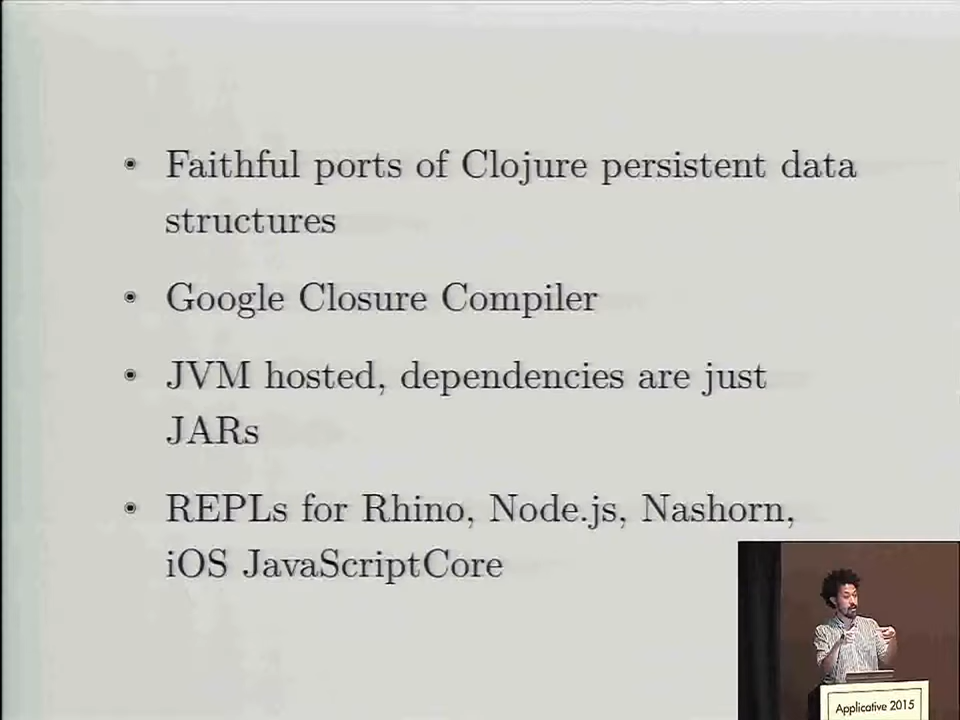 Faithful ports of Clojure persistent data
structures
Google Closure Compiler
JVM hosted, dependencies are just
JARs
REPLs for Rhino, Node.js, Nashorn,
iOS JavaScriptCore
Applicative 2015